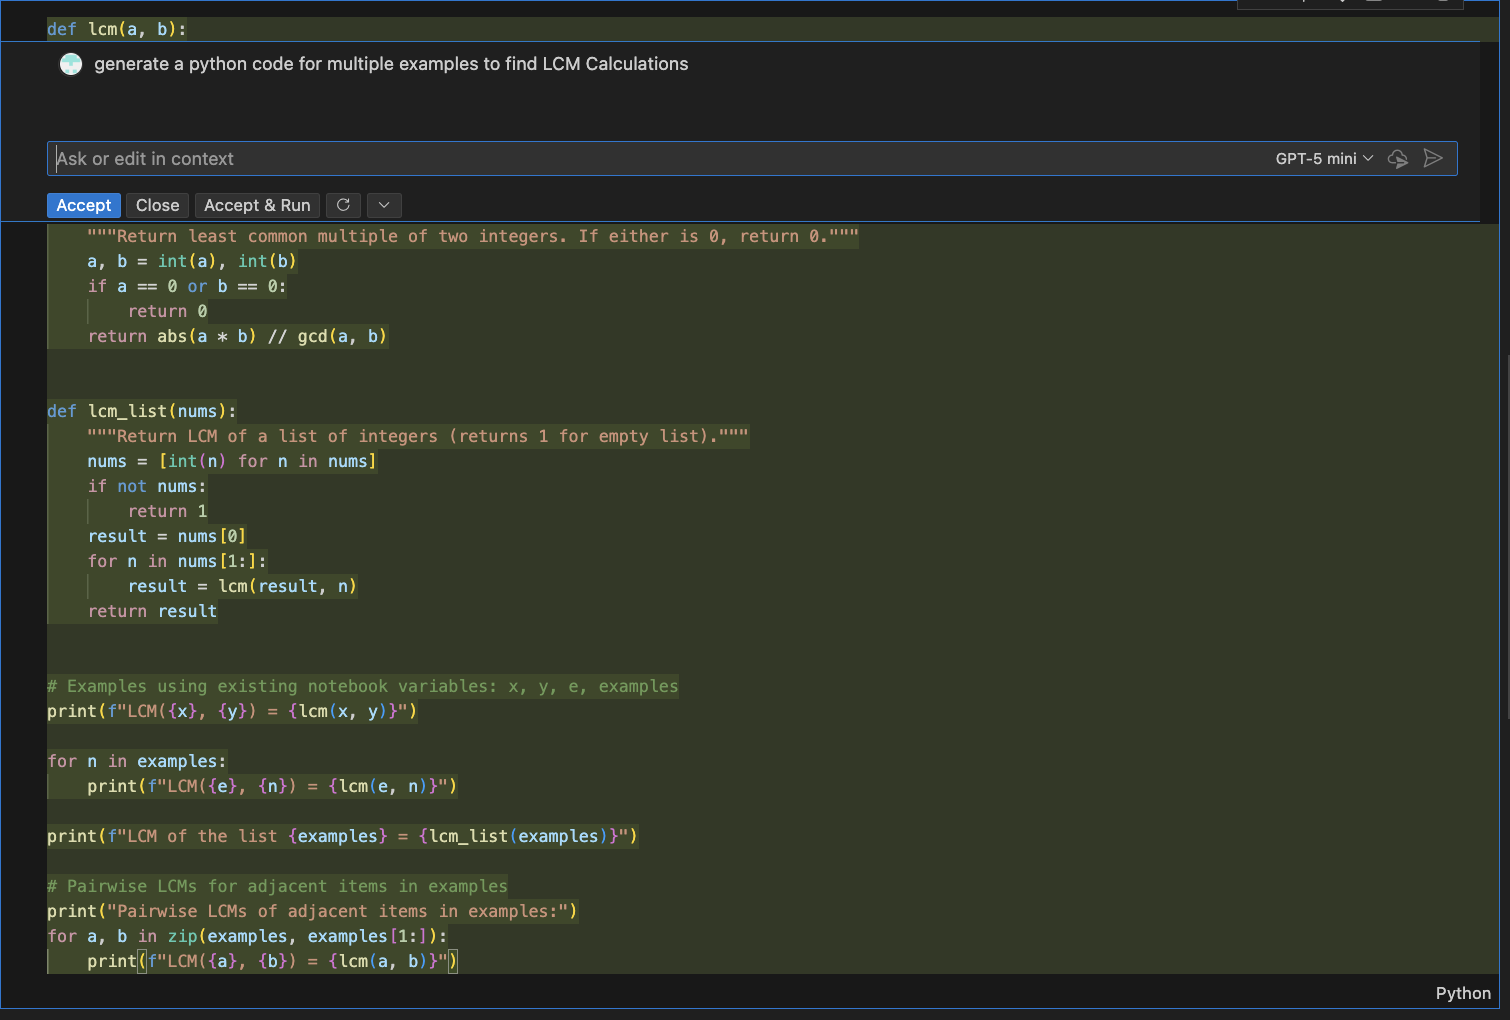 def lcm(a, b):
generate a python code for multiple examples to find LCM Calculations
Ask or edit in context
GPT-5 mini
Accept Close Accept & Run
    """Return least common multiple of two integers. If either is 0, return 0."""
    a, b = int(a), int(b)
    if a == 0 or b == 0:
        return 0
    return abs(a * b) // gcd(a, b)
def lcm_list(nums):
    """Return LCM of a list of integers (returns 1 for empty list)."""
    nums = [int(n) for n in nums]
    if not nums:
        return 1
    result = nums[0]
    for n in nums[1:]:
        result = lcm(result, n)
    return result
# Examples using existing notebook variables: x, y, e, examples
print(f"LCM({x}, {y}) = {lcm(x, y)}")
for n in examples:
    print(f"LCM({e}, {n}) = {lcm(e, n)}")
print(f"LCM of the list {examples} = {lcm_list(examples)}")
# Pairwise LCMs for adjacent items in examples
print("Pairwise LCMs of adjacent items in examples:")
for a, b in zip(examples, examples[1:]):
    print(f"LCM({a}, {b}) = {lcm(a, b)}")
Python